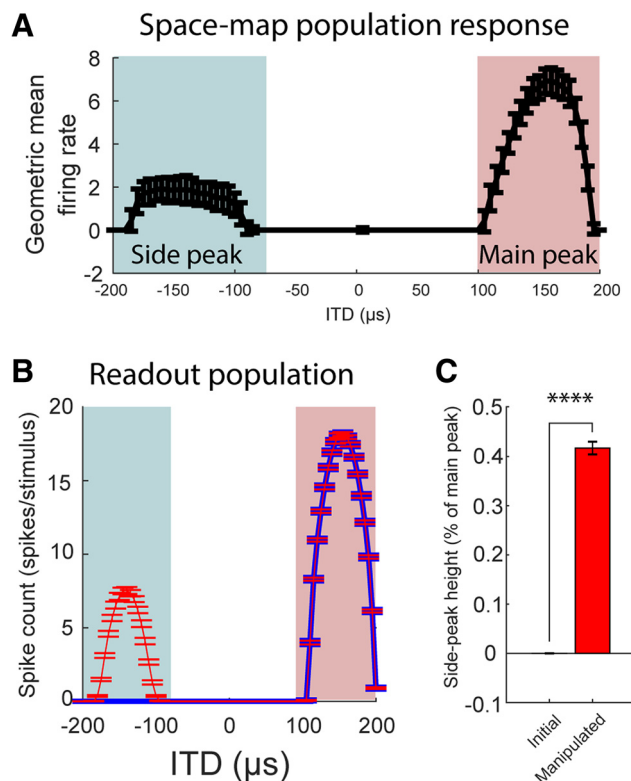 A
Space-map population response
Geometric mean
firing rate
8
6
4
2
0
-2
Side peak
Main peak
-200 -150 -100 -50 0 50 100 150 200
ITD (μs)
B
Readout population
Spike count (spikes/stimulus)
20
15
10
5
0
-200 -100 0 100 200
ITD (μs)
C
****
Side-peak height (% of main peak)
0.5
0.4
0.3
0.2
0.1
0
-0.1
Initial
Manipulated